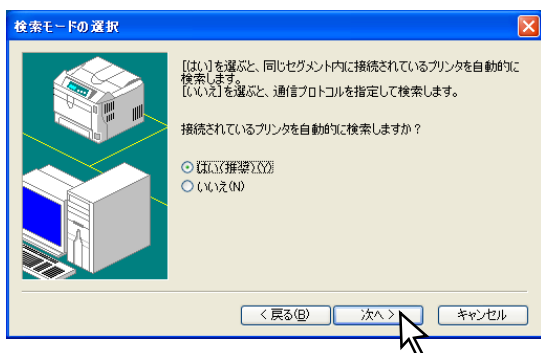 検索モードの選択
[はい]を選ぶと、同じセグメント内に接続されているプリンタを自動的に
検索します。
[いいえ]を選ぶと、通信プロトコルを指定して検索します。
接続されているプリンタを自動的に検索しますか?
はい(推奨)(Y)
いいえ(N)
< 戻る(B)
次へ >
キャンセル